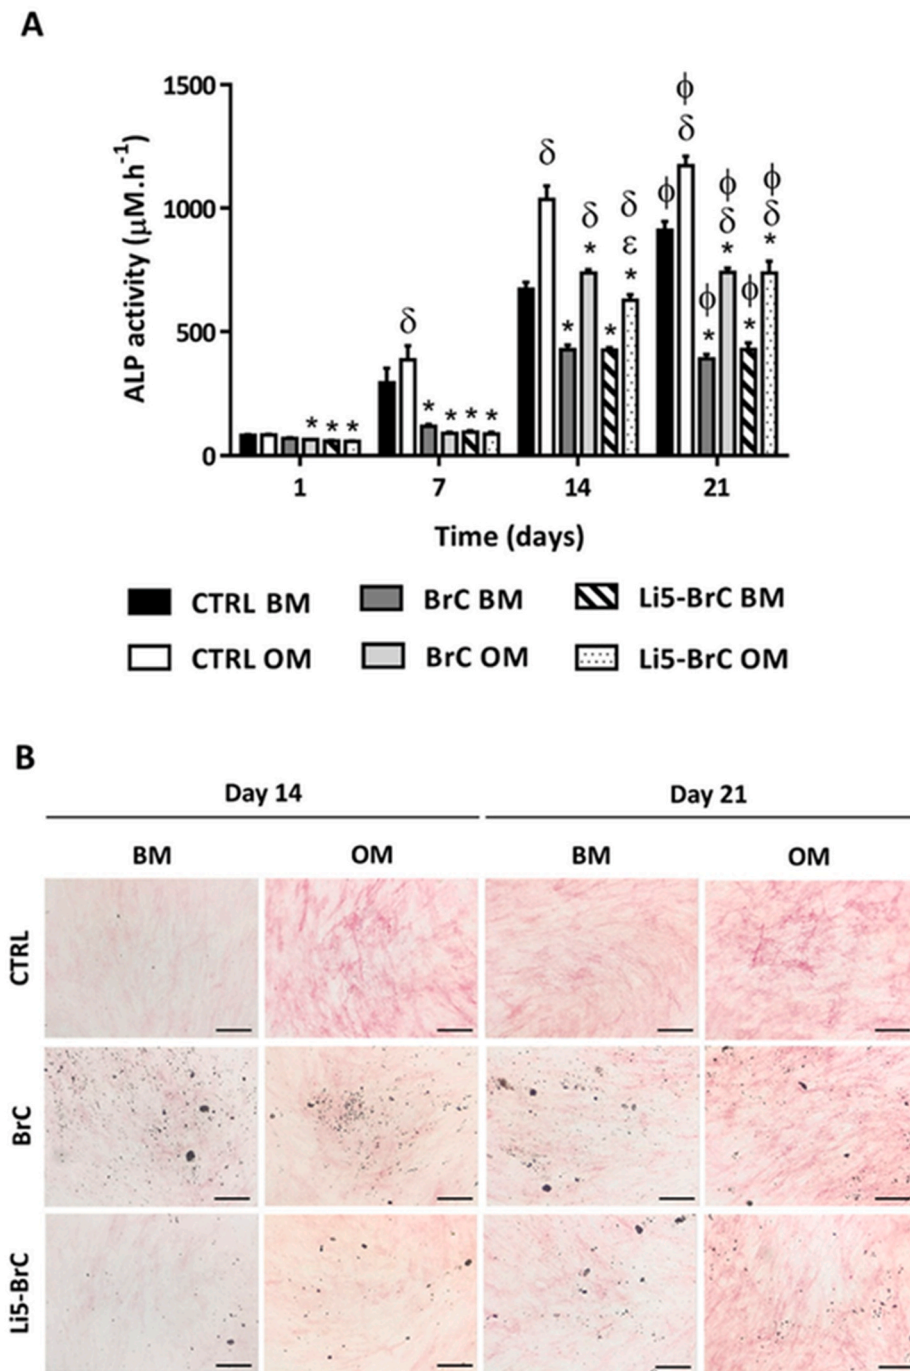 A
ALP activity (µM.h⁻¹)
1500
1000
500
0
* * *
δ
* * * *
δ
*
δ
*
*
δ
ε
*
ϕ
ϕ
δ
ϕ
*
ϕ
δ
*
ϕ
*
ϕ
δ
*
1 7 14 21
Time (days)
CTRL BM BrC BM Li5-BrC BM
CTRL OM BrC OM Li5-BrC OM
B
Day 14 Day 21
BM OM BM OM
CTRL
BrC
Li5-BrC